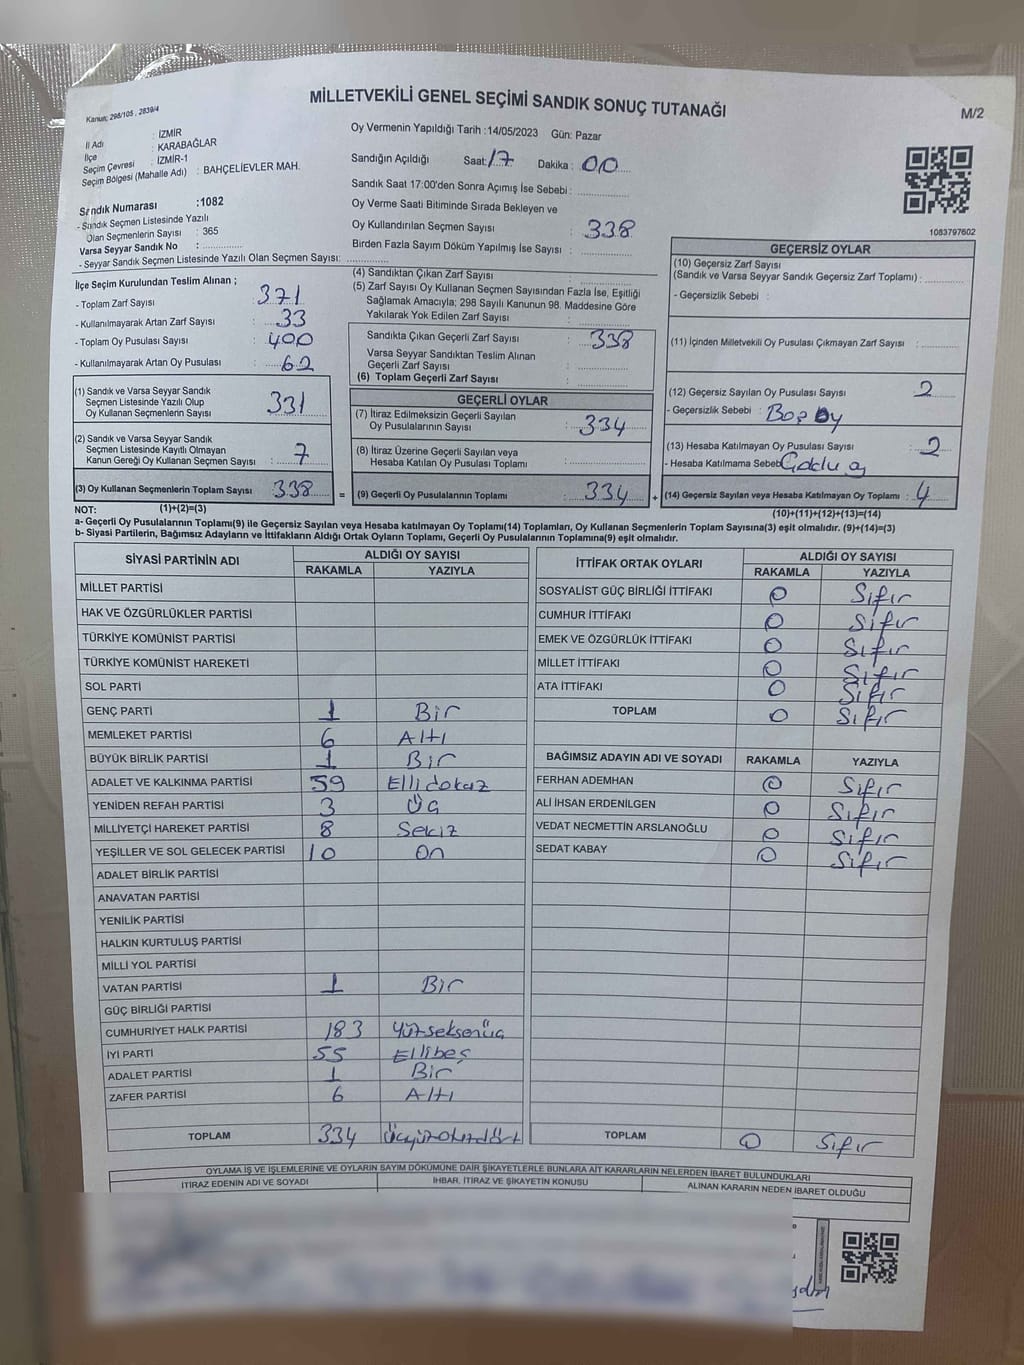 MİLLETVEKİLİ GENEL SEÇİMİ SANDIK SONUÇ TUTANAĞI
M/2
Kanun; 298/105 , 2839/4
İl Adı : İZMİR
İlçe : KARABAĞLAR
Seçim Çevresi : İZMİR-1
Seçim Bölgesi (Mahalle Adı) : BAHÇELİEVLER MAH.
Sandık Numarası :1082
- Sandık Seçmen Listesinde Yazılı
Olan Seçmenlerin Sayısı : 365
Varsa Seyyar Sandık No : ..............
- Seyyar Sandık Seçmen Listesinde Yazılı Olan Seçmen Sayısı: ..............
Oy Vermenin Yapıldığı Tarih :14/05/2023 Gün: Pazar
Sandığın Açıldığı Saat: 17 Dakika : 00
Sandık Saat 17:00'den Sonra Açımış İse Sebebi : ..............
Oy Verme Saati Bitiminde Sırada Bekleyen ve
Oy Kullandırılan Seçmen Sayısı : 338
Birden Fazla Sayım Döküm Yapılmış İse Sayısı : ..............
1083797602
İlçe Seçim Kurulundan Teslim Alınan ;
- Toplam Zarf Sayısı : 371
- Kullanılmayarak Artan Zarf Sayısı : 33
- Toplam Oy Pusulası Sayısı : 400
- Kullanılmayarak Artan Oy Pusulası : 62
(1) Sandık ve Varsa Seyyar Sandık
Seçmen Listesinde Yazılı Olup
Oy Kullanan Seçmenlerin Sayısı : 331
(2) Sandık ve Varsa Seyyar Sandık
Seçmen Listesinde Kayıtlı Olmayan
Kanun Gereği Oy Kullanan Seçmen Sayısı : 7
(3) Oy Kullanan Seçmenlerin Toplam Sayısı : 338
(1)+(2)=(3)
(4) Sandıktan Çıkan Zarf Sayısı : ..............
(5) Zarf Sayısı Oy Kullanan Seçmen Sayısından Fazla İse, Eşitliği
Sağlamak Amacıyla; 298 Sayılı Kanunun 98. Maddesine Göre
Yakılarak Yok Edilen Zarf Sayısı : ..............
Sandıkta Çıkan Geçerli Zarf Sayısı : 338
Varsa Seyyar Sandıktan Teslim Alınan
Geçerli Zarf Sayısı : ..............
(6) Toplam Geçerli Zarf Sayısı : ..............
GEÇERLİ OYLAR
(7) İtiraz Edilmeksizin Geçerli Sayılan
Oy Pusulalarının Sayısı : 334
(8) İtiraz Üzerine Geçerli Sayılan veya
Hesaba Katılan Oy Pusulası Toplamı : ..............
= (9) Geçerli Oy Pusulalarının Toplamı : 334 +
GEÇERSİZ OYLAR
(10) Geçersiz Zarf Sayısı
(Sandık ve Varsa Seyyar Sandık Geçersiz Zarf Toplamı) : ..............
- Geçersizlik Sebebi :
(11) İçinden Milletvekili Oy Pusulası Çıkmayan Zarf Sayısı : ..............
(12) Geçersiz Sayılan Oy Pusulası Sayısı : 2
- Geçersizlik Sebebi : Boş oy
(13) Hesaba Katılmayan Oy Pusulası Sayısı : 2
- Hesaba Katılmama Sebeb
(14) Geçersiz Sayılan veya Hesaba Katılmayan Oy Toplamı : 4
(10)+(11)+(12)+(13)=(14)
NOT:
a- Geçerli Oy Pusulalarının Toplamı(9) ile Geçersiz Sayılan veya Hesaba katılmayan Oy Toplamı(14) Toplamları, Oy Kullanan Seçmenlerin Toplam Sayısına(3) eşit olmalıdır. (9)+(14)=(3)
b- Siyasi Partilerin, Bağımsız Adayların ve İttifakların Aldığı Ortak Oyların Toplamı, Geçerli Oy Pusulalarının Toplamına(9) eşit olmalıdır.
SİYASİ PARTİNİN ADI ALDIĞI OY SAYISI
RAKAMLA YAZIYLA
MİLLET PARTİSİ
HAK VE ÖZGÜRLÜKLER PARTİSİ
TÜRKİYE KOMÜNİST PARTİSİ
TÜRKİYE KOMÜNİST HAREKETİ
SOL PARTİ
GENÇ PARTİ 1 Bir
MEMLEKET PARTİSİ 6 Altı
BÜYÜK BİRLİK PARTİSİ 1 Bir
ADALET VE KALKINMA PARTİSİ 59 Ellidokuz
YENİDEN REFAH PARTİSİ 3 Üç
MİLLİYETÇİ HAREKET PARTİSİ 8 Sekiz
YEŞİLLER VE SOL GELECEK PARTİSİ 10 On
ADALET BİRLİK PARTİSİ
ANAVATAN PARTİSİ
YENİLİK PARTİSİ
HALKIN KURTULUŞ PARTİSİ
MİLLİ YOL PARTİSİ
VATAN PARTİSİ 1 Bir
GÜÇ BİRLİĞİ PARTİSİ
CUMHURİYET HALK PARTİSİ 183 Yüzseksenüç
İYİ PARTİ 55 Ellibeş
ADALET PARTİSİ 1 Bir
ZAFER PARTİSİ 6 Altı
TOPLAM 334 Üçyüzotuzdört
İTTİFAK ORTAK OYLARI ALDIĞI OY SAYISI
RAKAMLA YAZIYLA
SOSYALİST GÜÇ BİRLİĞİ İTTİFAKI 0 Sıfır
CUMHUR İTTİFAKI 0 Sıfır
EMEK VE ÖZGÜRLÜK İTTİFAKI 0 Sıfır
MİLLET İTTİFAKI 0 Sıfır
ATA İTTİFAKI 0 Sıfır
TOPLAM 0 Sıfır
BAĞIMSIZ ADAYIN ADI VE SOYADI RAKAMLA YAZIYLA
FERHAN ADEMHAN 0 Sıfır
ALİ İHSAN ERDENİLGEN 0 Sıfır
VEDAT NECMETTİN ARSLANOĞLU 0 Sıfır
SEDAT KABAY 0 Sıfır
TOPLAM 0 Sıfır
OYLAMA İŞ VE İŞLEMLERİNE VE OYLARIN SAYIM DÖKÜMÜNE DAİR ŞİKAYETLERLE BUNLARA AİT KARARLARIN NELERDEN İBARET BULUNDUKLARI
İTİRAZ EDENİN ADI VE SOYADI İHBAR, İTİRAZ VE ŞİKAYETİN KONUSU ALINAN KARARIN NEDEN İBARET OLDUĞU